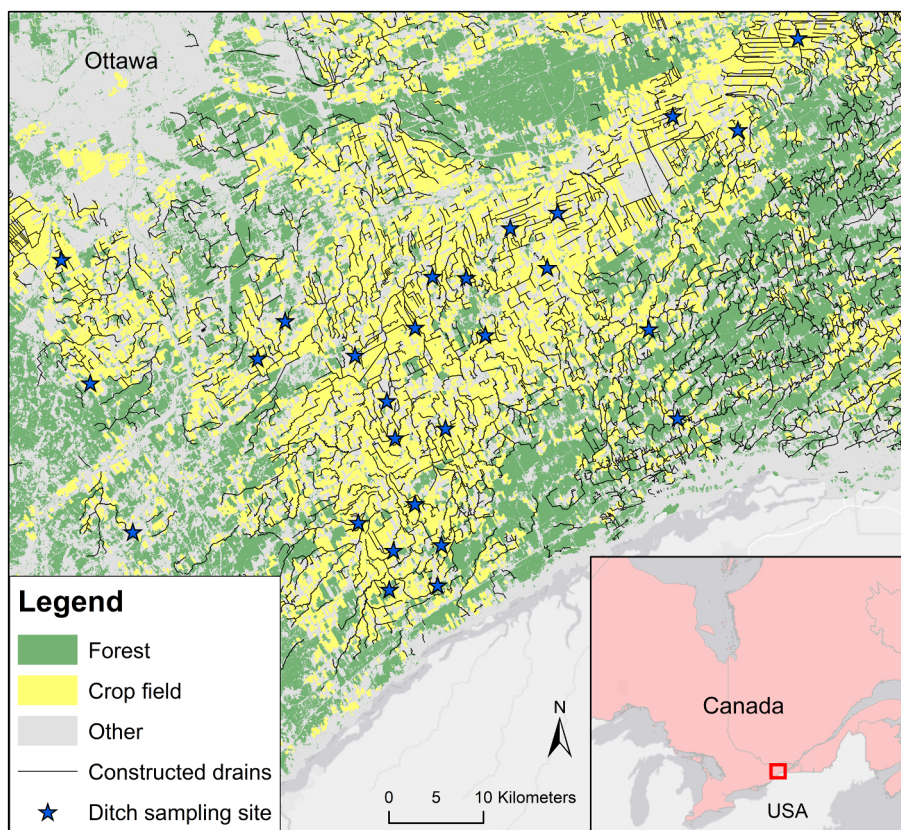 Ottawa
Legend
Forest
Crop field
Other
Constructed drains
Ditch sampling site
N
0 5 10 Kilometers
Canada
USA